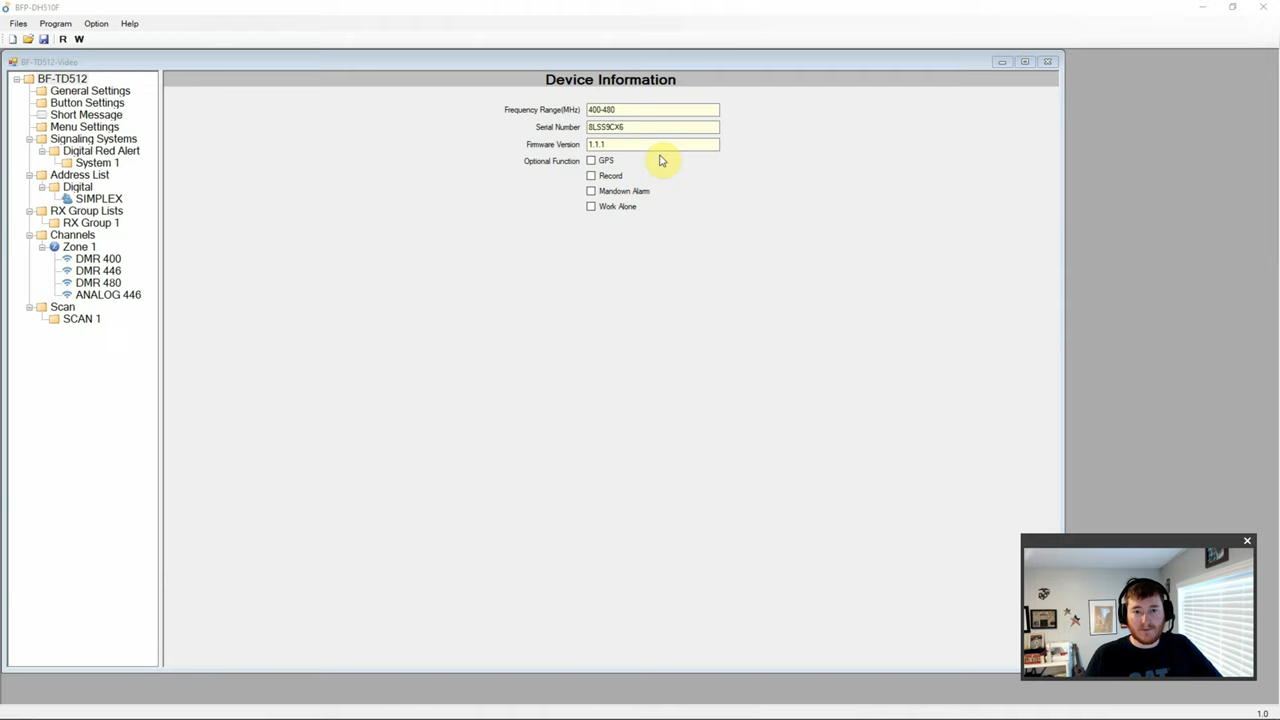 BFP-DH510F
Files Program Option Help
R W
BF-TD512-Video
BF-TD512
General Settings
Button Settings
Short Message
Menu Settings
Signaling Systems
Digital Red Alert
System 1
Address List
Digital
SIMPLEX
RX Group Lists
RX Group 1
Channels
Zone 1
DMR 400
DMR 446
DMR 480
ANALOG 446
Scan
SCAN 1
Device Information
Frequency Range(MHz) 400-480
Serial Number 8LSS9CX6
Firmware Version 1.1.1
Optional Function GPS
Record
Mandown Alarm
Work Alone
1.0